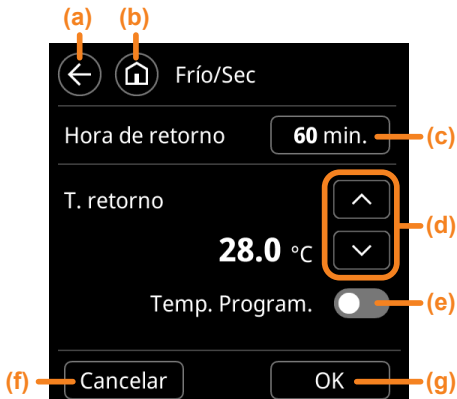 (a) (b)
Frío/Sec
Hora de retorno 60 min. (c)
T. retorno
(d)
28.0 °C
Temp. Program. (e)
(f) Cancelar OK (g)